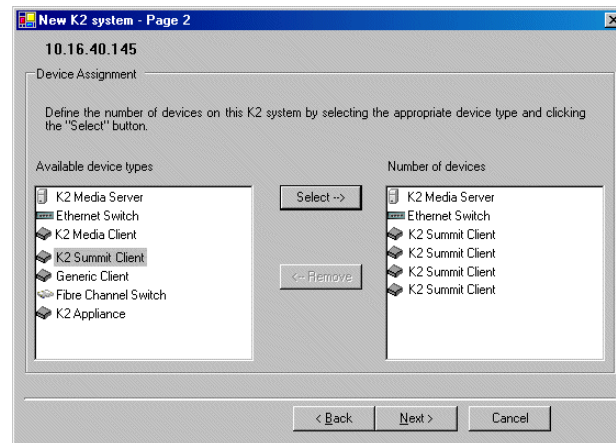 New K2 system - Page 2
10.16.40.145
Device Assignment
Define the number of devices on this K2 system by selecting the appropriate device type and clicking
the "Select" button.
Available device types
K2 Media Server
Ethernet Switch
K2 Media Client
K2 Summit Client
Generic Client
Fibre Channel Switch
K2 Appliance
Select -->
<-- Remove
Number of devices
K2 Media Server
Ethernet Switch
K2 Summit Client
K2 Summit Client
K2 Summit Client
K2 Summit Client
< Back
Next >
Cancel